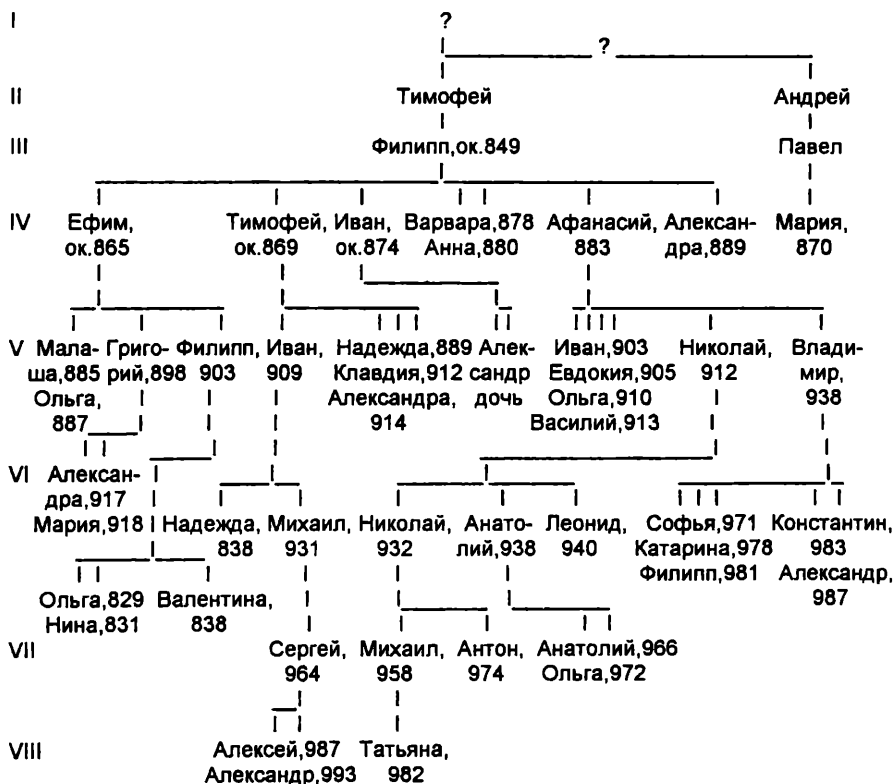 I ?
?
II Тимофей Андрей
III Филипп,ок.849 Павел
IV Ефим, Тимофей, Иван, Варвара,878 Афанасий, Алексан- Мария,
ок.865 ок.869 ок.874 Анна,880 883 дра,889 870
V Мала- Григо- Филипп, Иван, Надежда,889 Алек- Иван,903 Николай, Влади-
ша,885 рий,898 903 909 Клавдия,912 сандр Евдокия,905 912 мир,
Ольга, Александра, дочь Ольга,910 938
887 914 Василий,913
VI Алексан-
дра,917
Мария,918 Надежда, Михаил, Николай, Анато- Леонид, Софья,971 Константин,
838 931 932 лий,938 940 Катарина,978 983
Филипп,981 Александр,
Ольга,829 Валентина, 987
Нина,831 838
VII Сергей, Михаил, Антон, Анатолий,966
964 958 974 Ольга,972
VIII Алексей,987 Татьяна,
Александр,993 982